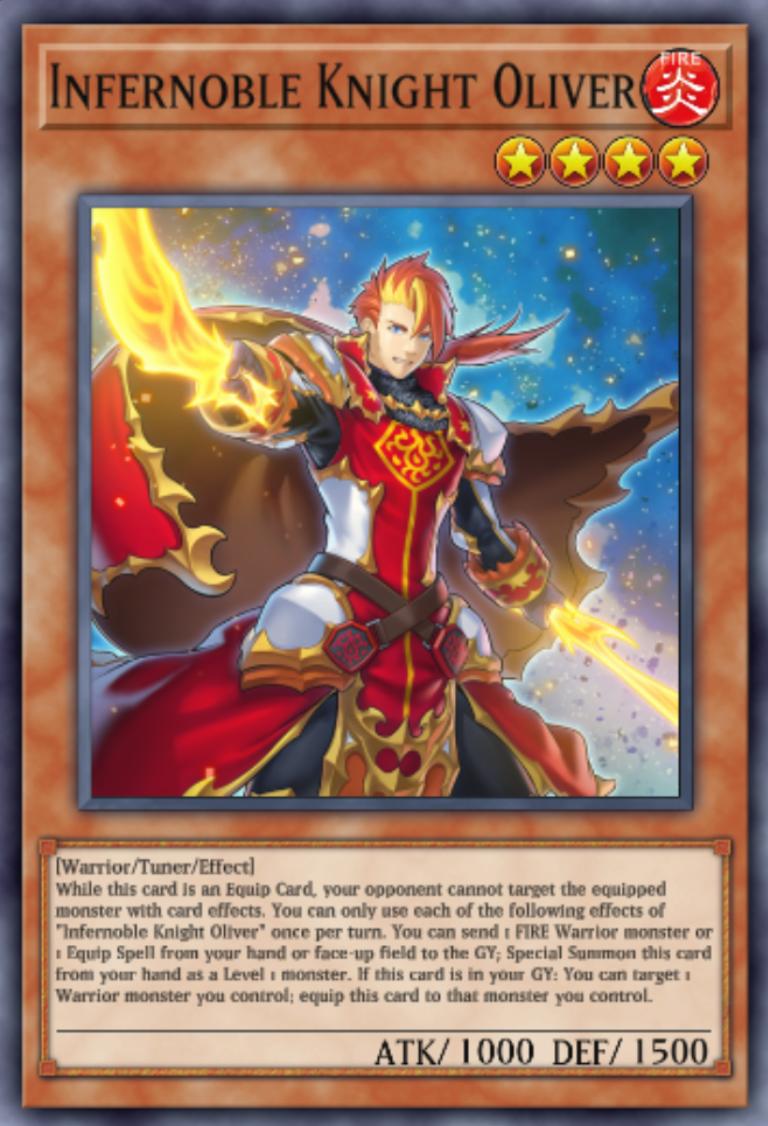 Infernoble Knight Oliver
FIRE
炎
[Warrior/Tuner/Effect]
While this card is an Equip Card, your opponent cannot target the equipped
monster with card effects. You can only use each of the following effects of
"Infernoble Knight Oliver" once per turn. You can send 1 FIRE Warrior monster or
1 Equip Spell from your hand or face-up field to the GY; Special Summon this card
from your hand as a Level 1 monster. If this card is in your GY: You can target 1
Warrior monster you control; equip this card to that monster you control.
ATK/ 1000 DEF/ 1500